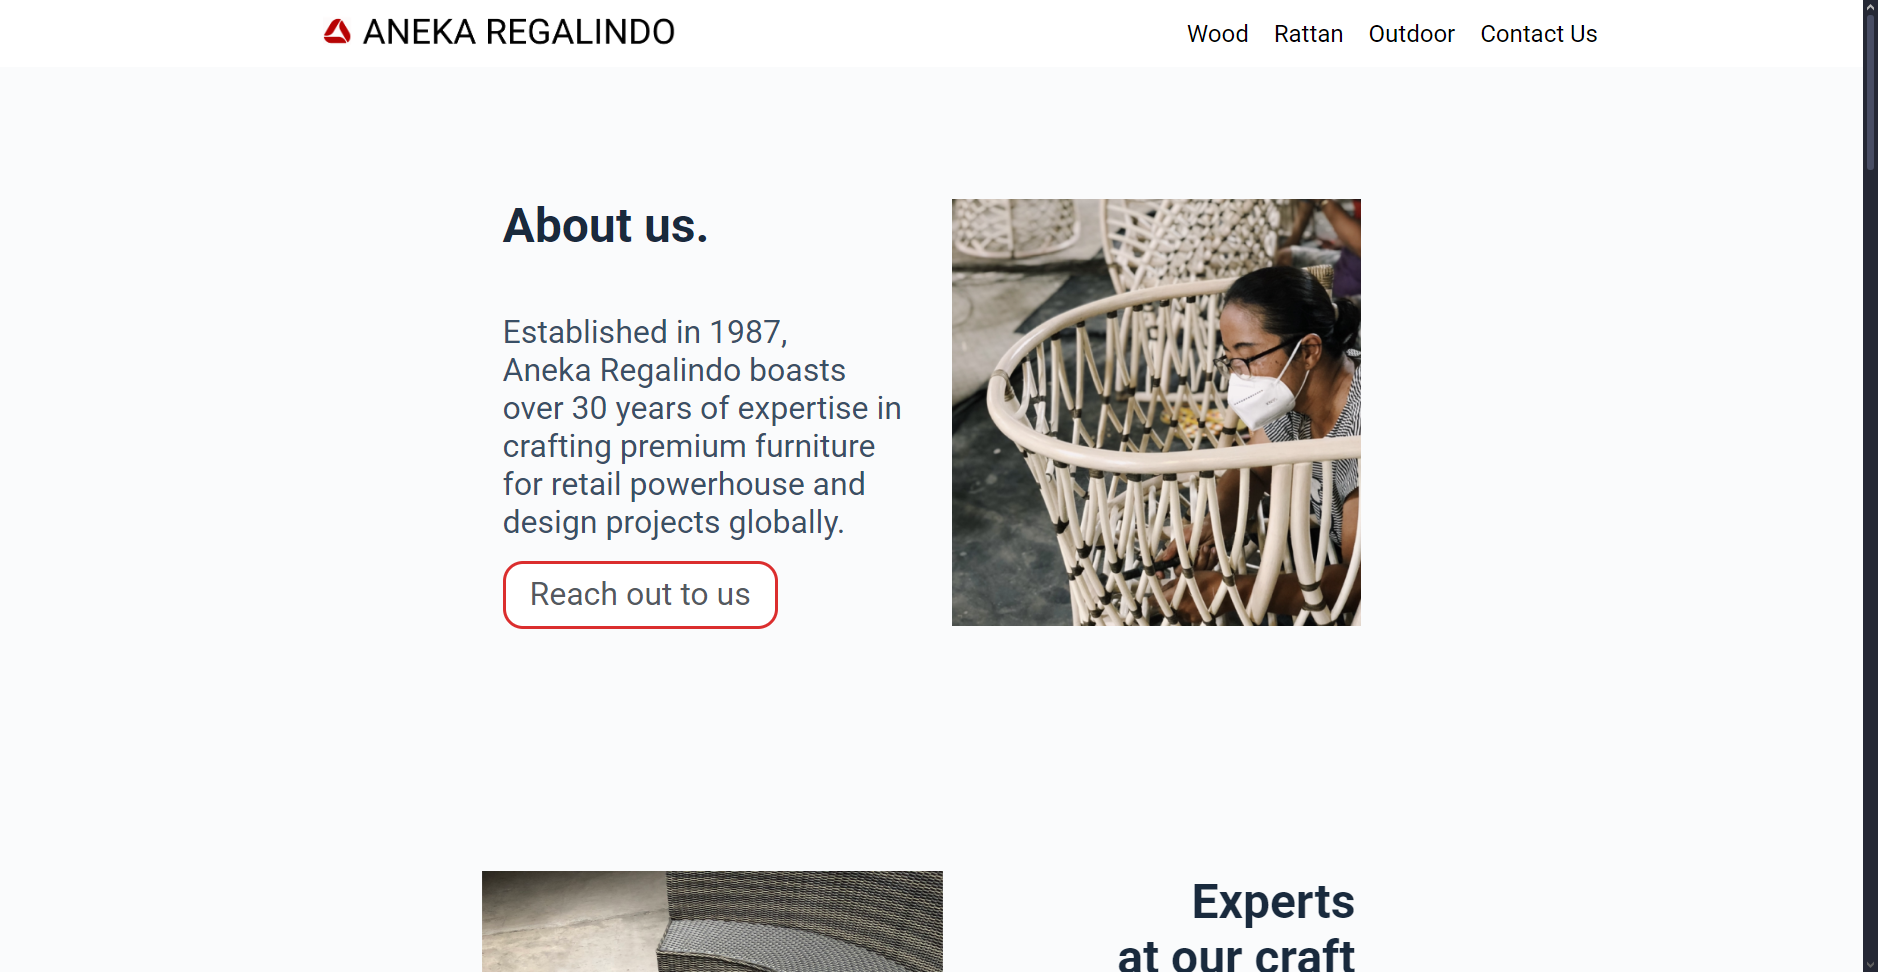 ANEKA REGALINDO
Wood Rattan Outdoor Contact Us
About us.
Established in 1987,
Aneka Regalindo boasts
over 30 years of expertise in
crafting premium furniture
for retail powerhouse and
design projects globally.
Reach out to us
Experts
at our craft